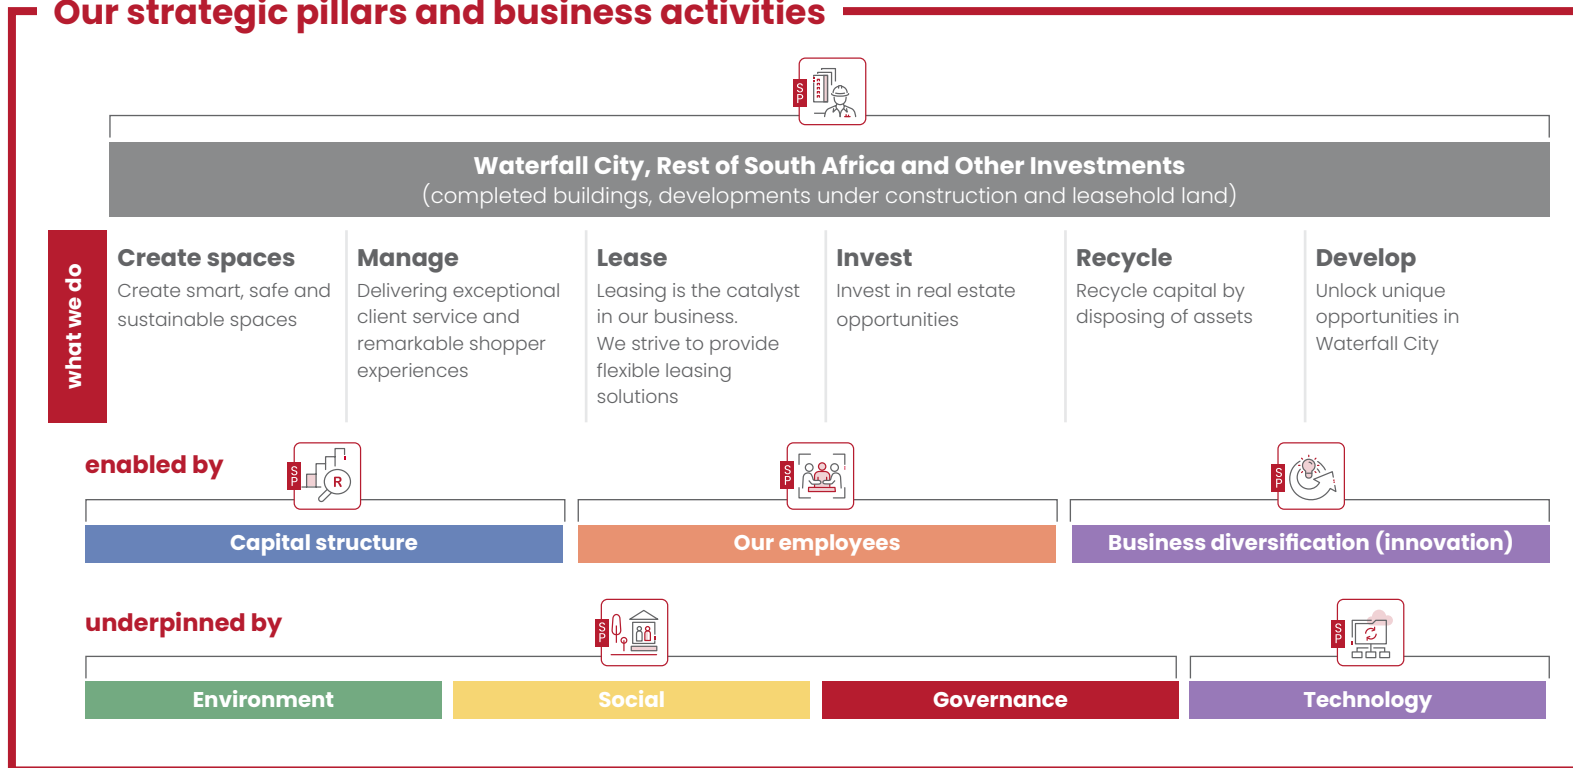 Our strategic pillars and business activities
SP
Waterfall City, Rest of South Africa and Other Investments
(completed buildings, developments under construction and leasehold land)
what we do
Create spaces
Create smart, safe and
sustainable spaces
Manage
Delivering exceptional
client service and
remarkable shopper
experiences
Lease
Leasing is the catalyst
in our business.
We strive to provide
flexible leasing
solutions
Invest
Invest in real estate
opportunities
Recycle
Recycle capital by
disposing of assets
Develop
Unlock unique
opportunities in
Waterfall City
enabled by
SP
R
SP
SP
Capital structure
Our employees
Business diversification (innovation)
underpinned by
SP
SP
Environment
Social
Governance
Technology